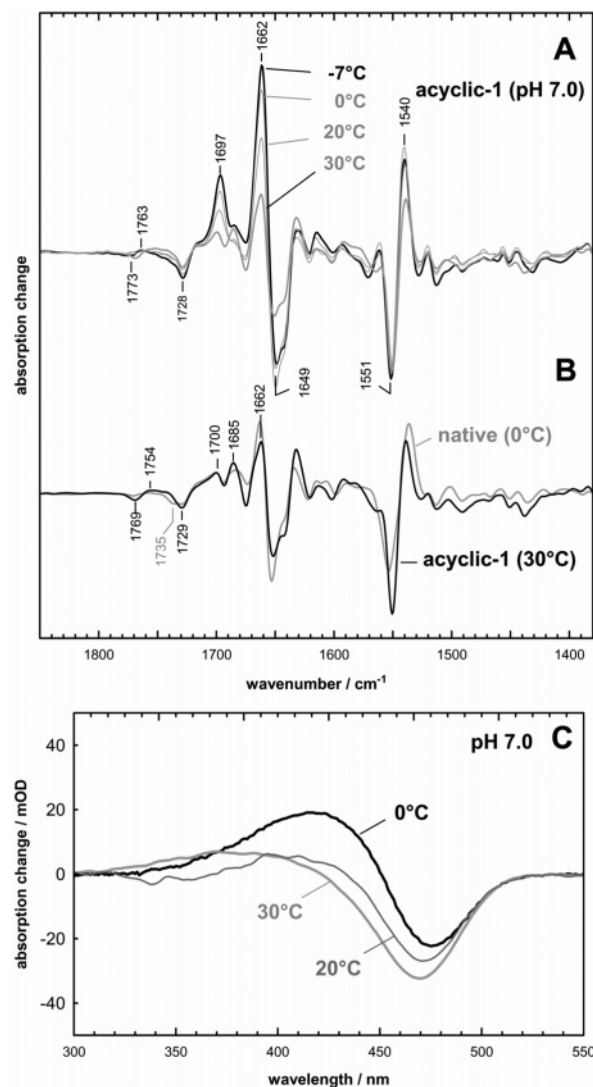 1662
A
-7°C
acyclic-1 (pH 7.0)
0°C
1540
20°C
1697
30°C
1763
1773
1728
absorption change
1649
1551
B
1662
1700
1685
native (0°C)
1754
1769
1735
1729
acyclic-1 (30°C)
1800
1700
1600
1500
1400
wavenumber / cm-1
40
pH 7.0
C
20
0°C
0
absorption change / mOD
30°C
20°C
-20
-40
300
350
400
450
500
550
wavelength / nm